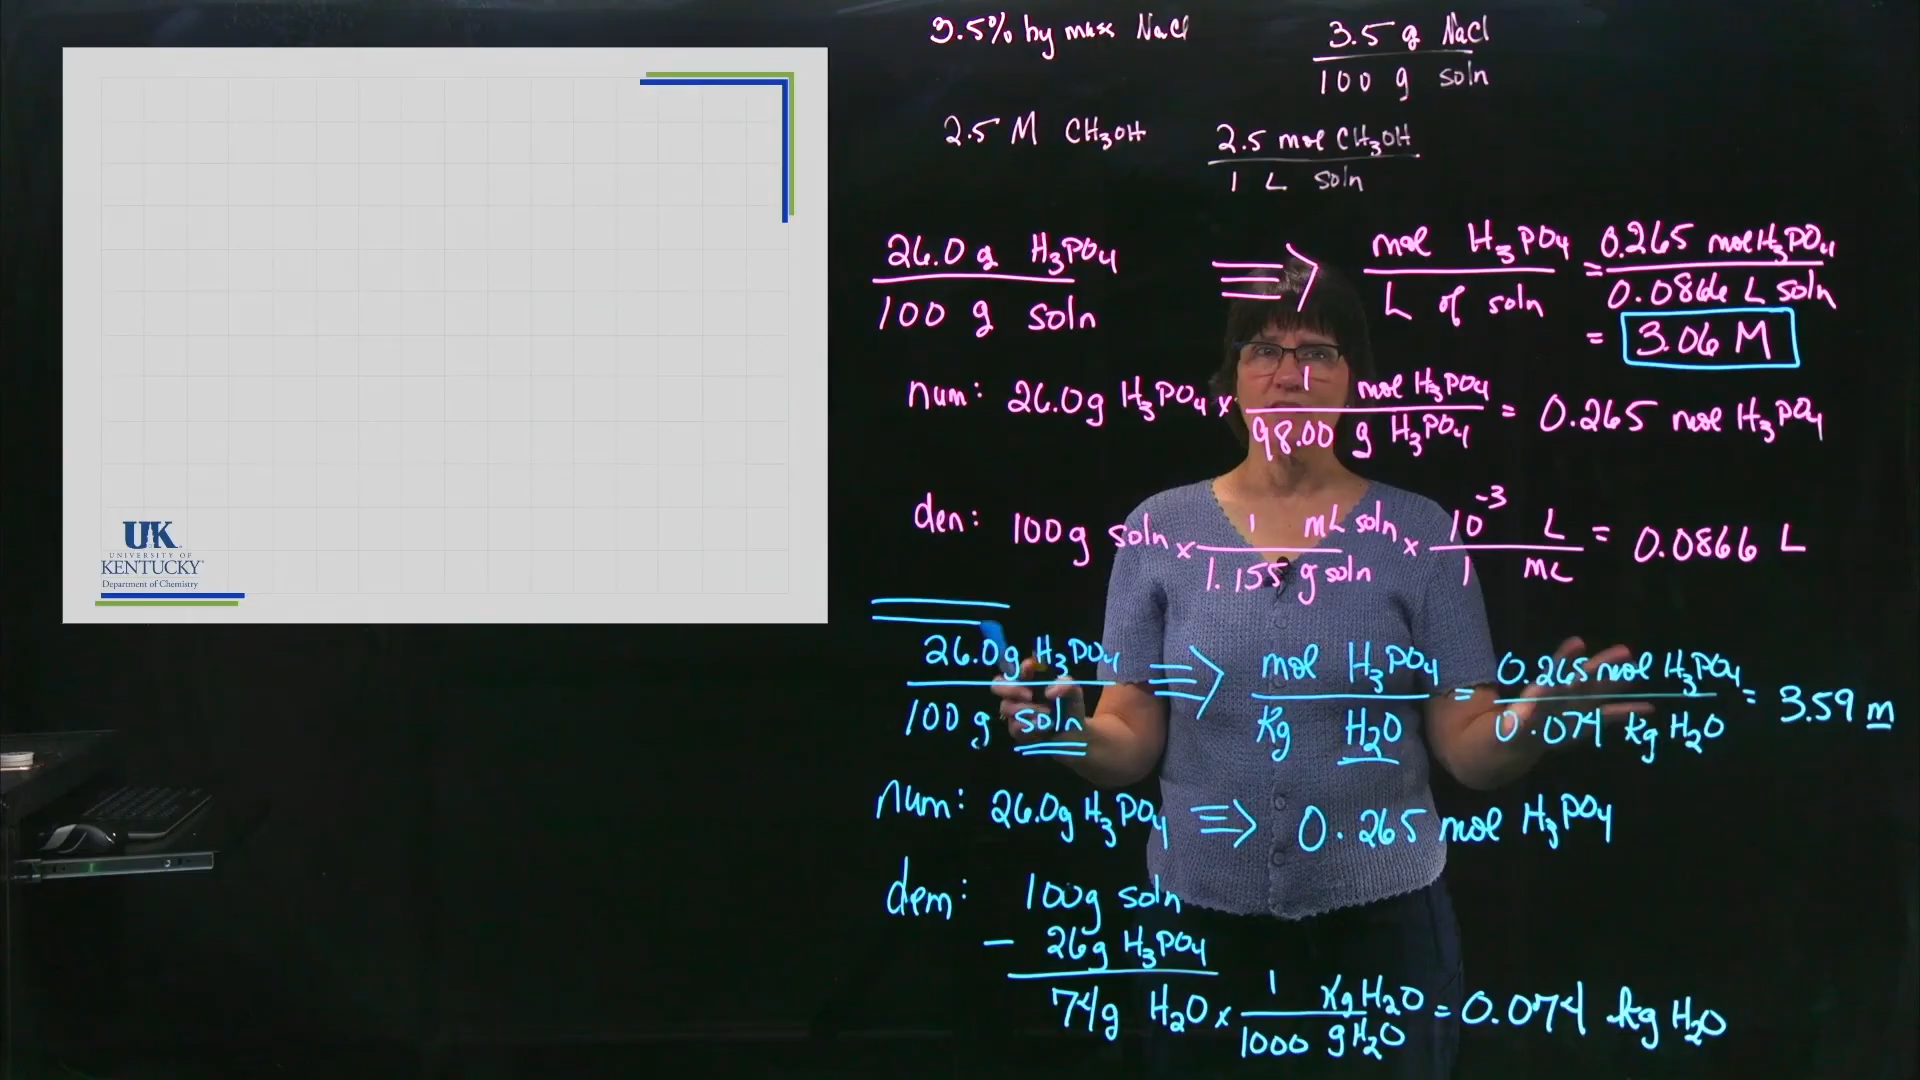 3.5% by mass NaCl 3.5 g NaCl / 100 g soln
2.5 M CH₃OH 2.5 mol CH₃OH / 1 L soln
26.0 g H₃PO₄ / 100 g soln ⇒ mol H₃PO₄ / L of soln = 0.265 mol H₃PO₄ / 0.0866 L soln
= 3.06 M
num: 26.0g H₃PO₄ × 1 mol H₃PO₄ / 98.00 g H₃PO₄ = 0.265 mol H₃PO₄
den: 100g soln × 1 mL soln / 1.155 g soln × 10⁻³ L / 1 mL = 0.0866 L
26.0g H₃PO₄ / 100 g soln ⇒ mol H₃PO₄ / kg H₂O = 0.265 mol H₃PO₄ / 0.074 kg H₂O = 3.59 m
num: 26.0g H₃PO₄ ⇒ 0.265 mol H₃PO₄
dem: 100g soln
- 26g H₃PO₄
74g H₂O × 1 kg H₂O / 1000 g H₂O = 0.074 kg H₂O
UK
UNIVERSITY OF
KENTUCKY
Department of Chemistry